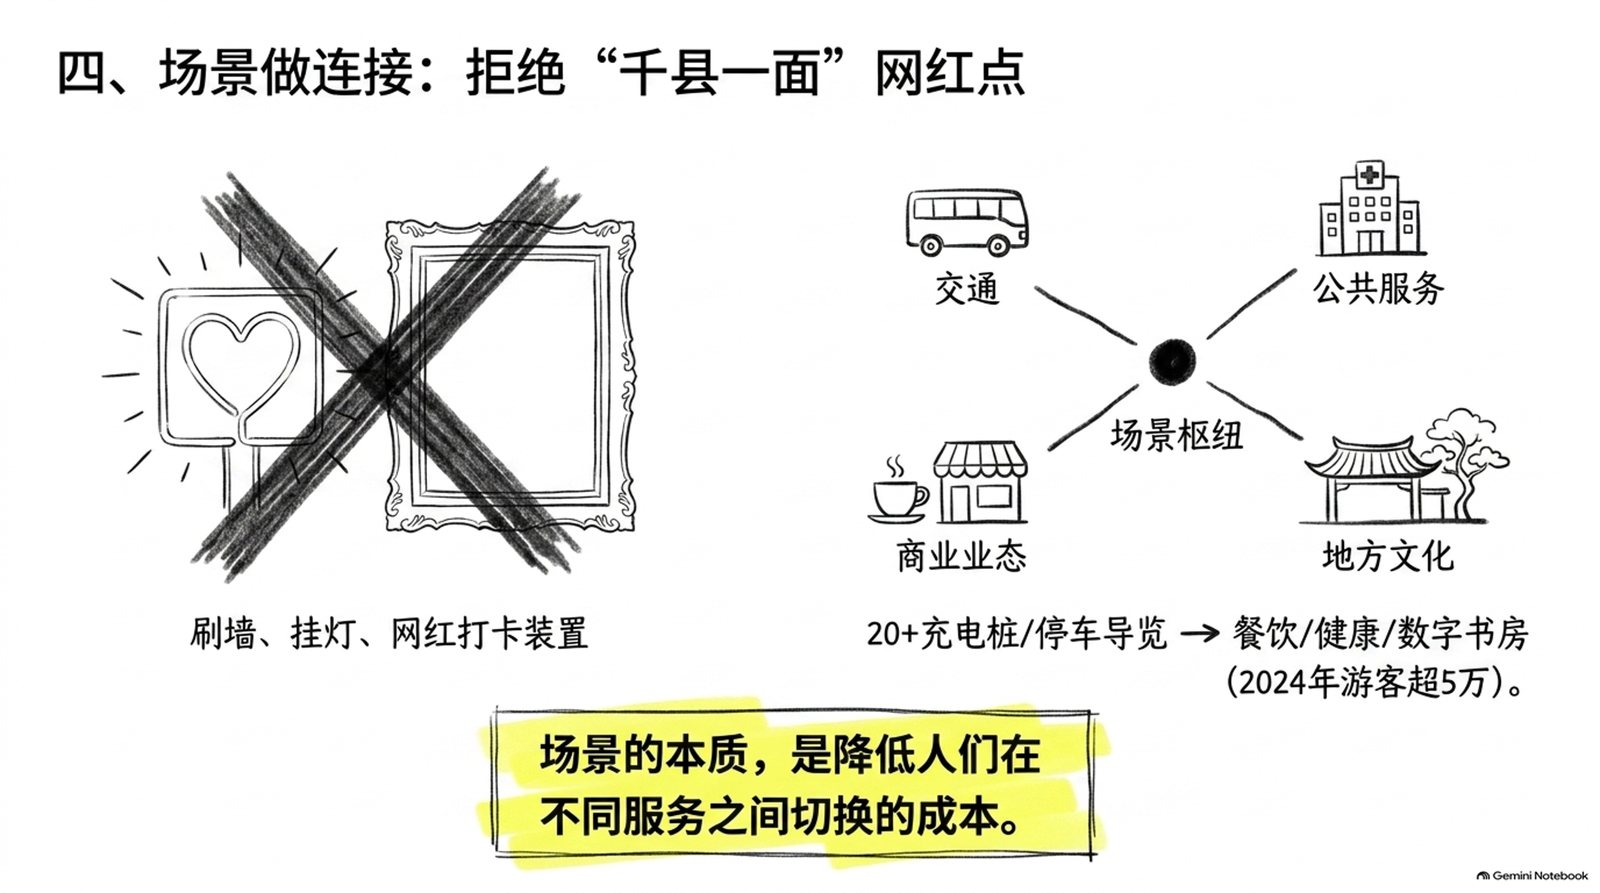 四、场景做连接：拒绝“千县一面”网红点
交通
公共服务
场景枢纽
商业业态
地方文化
刷墙、挂灯、网红打卡装置
20+充电桩/停车导览 → 餐饮/健康/数字书房
（2024年游客超5万）。
场景的本质，是降低人们在
不同服务之间切换的成本。
Gemini Notebook